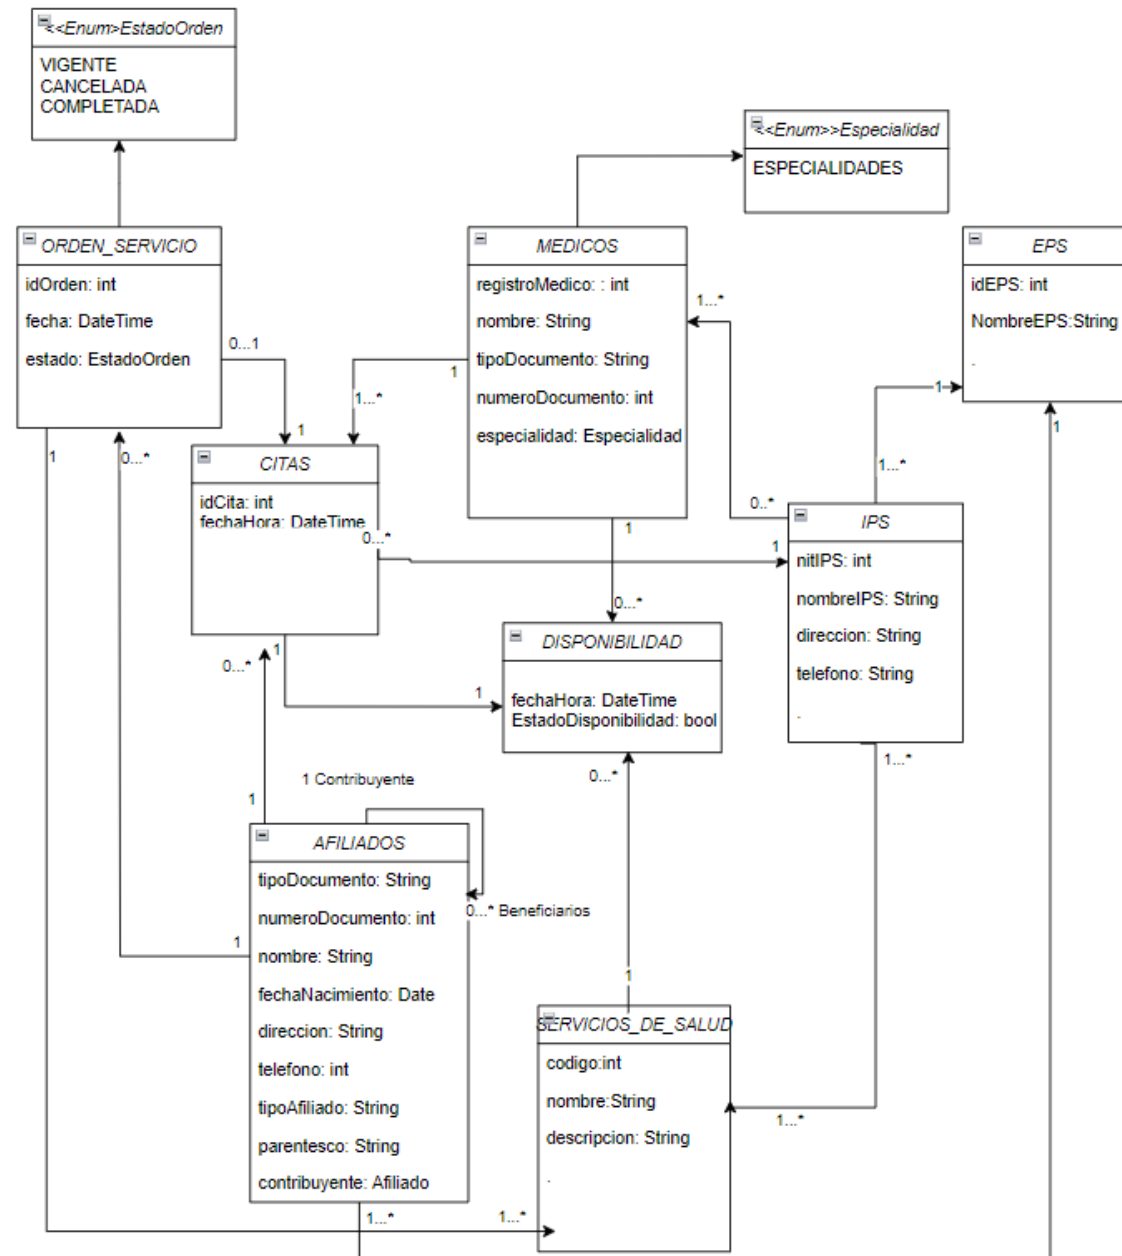 <<Enum>EstadoOrden
VIGENTE
CANCELADA
COMPLETADA
<<Enum>>Especialidad
ESPECIALIDADES
ORDEN_SERVICIO
idOrden: int
fecha: DateTime
estado: EstadoOrden
MEDICOS
registroMedico: : int
nombre: String
tipoDocumento: String
numeroDocumento: int
especialidad: Especialidad
EPS
idEPS: int
NombreEPS:String
.
1...*
0...1
1
1...*
1
1
1
0...*
1
1...*
CITAS
idCita: int
fechaHora: DateTime
0...*
0..*
1
1
IPS
nitIPS: int
nombreIPS: String
direccion: String
telefono: String
.
0...*
DISPONIBILIDAD
fechaHora: DateTime
EstadoDisponibilidad: bool
1
0...*
1
1...*
0...*
1 Contribuyente
1
AFILIADOS
tipoDocumento: String
numeroDocumento: int
nombre: String
fechaNacimiento: Date
direccion: String
telefono: int
tipoAfiliado: String
parentesco: String
contribuyente: Afiliado
0...* Beneficiarios
1
1
SERVICIOS_DE_SALUD
codigo:int
nombre:String
descripcion: String
.
1...*
1...*
1...*